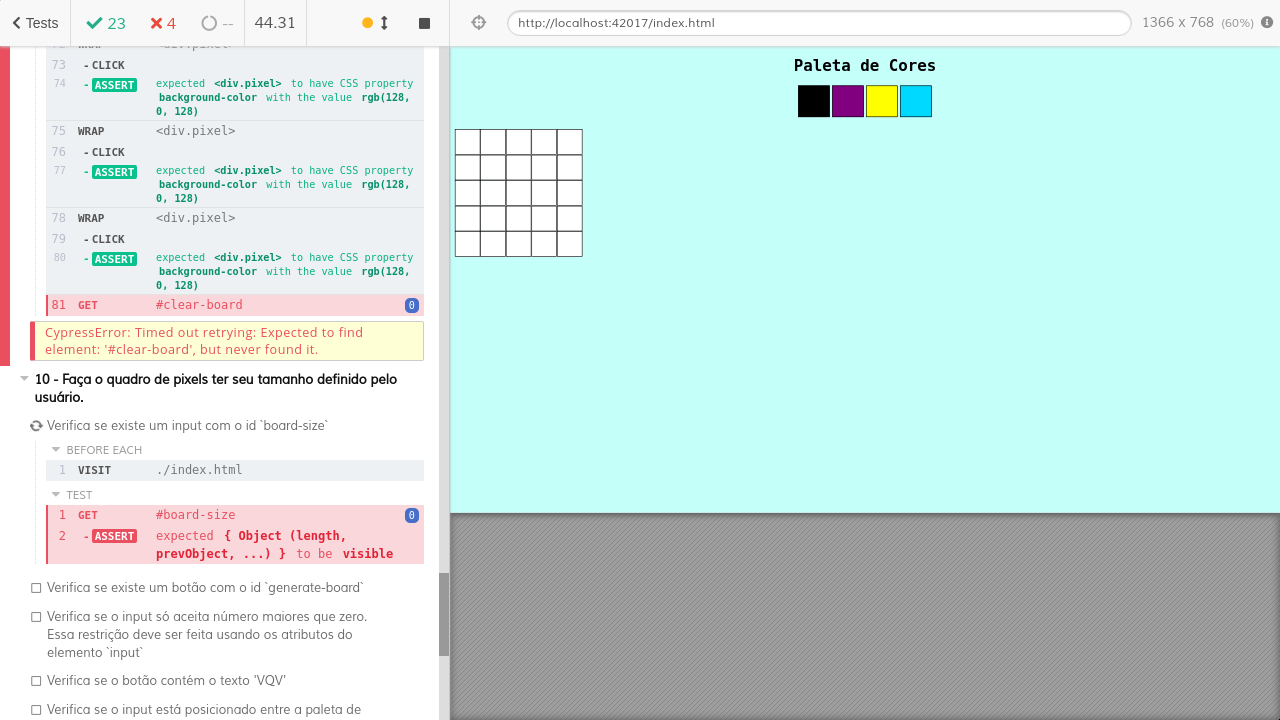 Tests
23
4
--
44.31
http://localhost:42017/index.html
1366 x 768 (60%)
72 WRAP <div.pixel>
73 - CLICK
74 - ASSERT expected <div.pixel> to have CSS property
background-color with the value rgb(128,
0, 128)
75 WRAP <div.pixel>
76 - CLICK
77 - ASSERT expected <div.pixel> to have CSS property
background-color with the value rgb(128,
0, 128)
78 WRAP <div.pixel>
79 - CLICK
80 - ASSERT expected <div.pixel> to have CSS property
background-color with the value rgb(128,
0, 128)
81 GET #clear-board 0
CypressError: Timed out retrying: Expected to find
element: '#clear-board', but never found it.
10 - Faça o quadro de pixels ter seu tamanho definido pelo
usuário.
Verifica se existe um input com o id `board-size`
BEFORE EACH
1 VISIT ./index.html
TEST
1 GET #board-size 0
2 - ASSERT expected { Object (length,
prevObject, ...) } to be visible
Verifica se existe um botão com o id `generate-board`
Verifica se o input só aceita número maiores que zero.
Essa restrição deve ser feita usando os atributos do
elemento `input`
Verifica se o botão contém o texto 'VQV'
Verifica se o input está posicionado entre a paleta de
Paleta de Cores